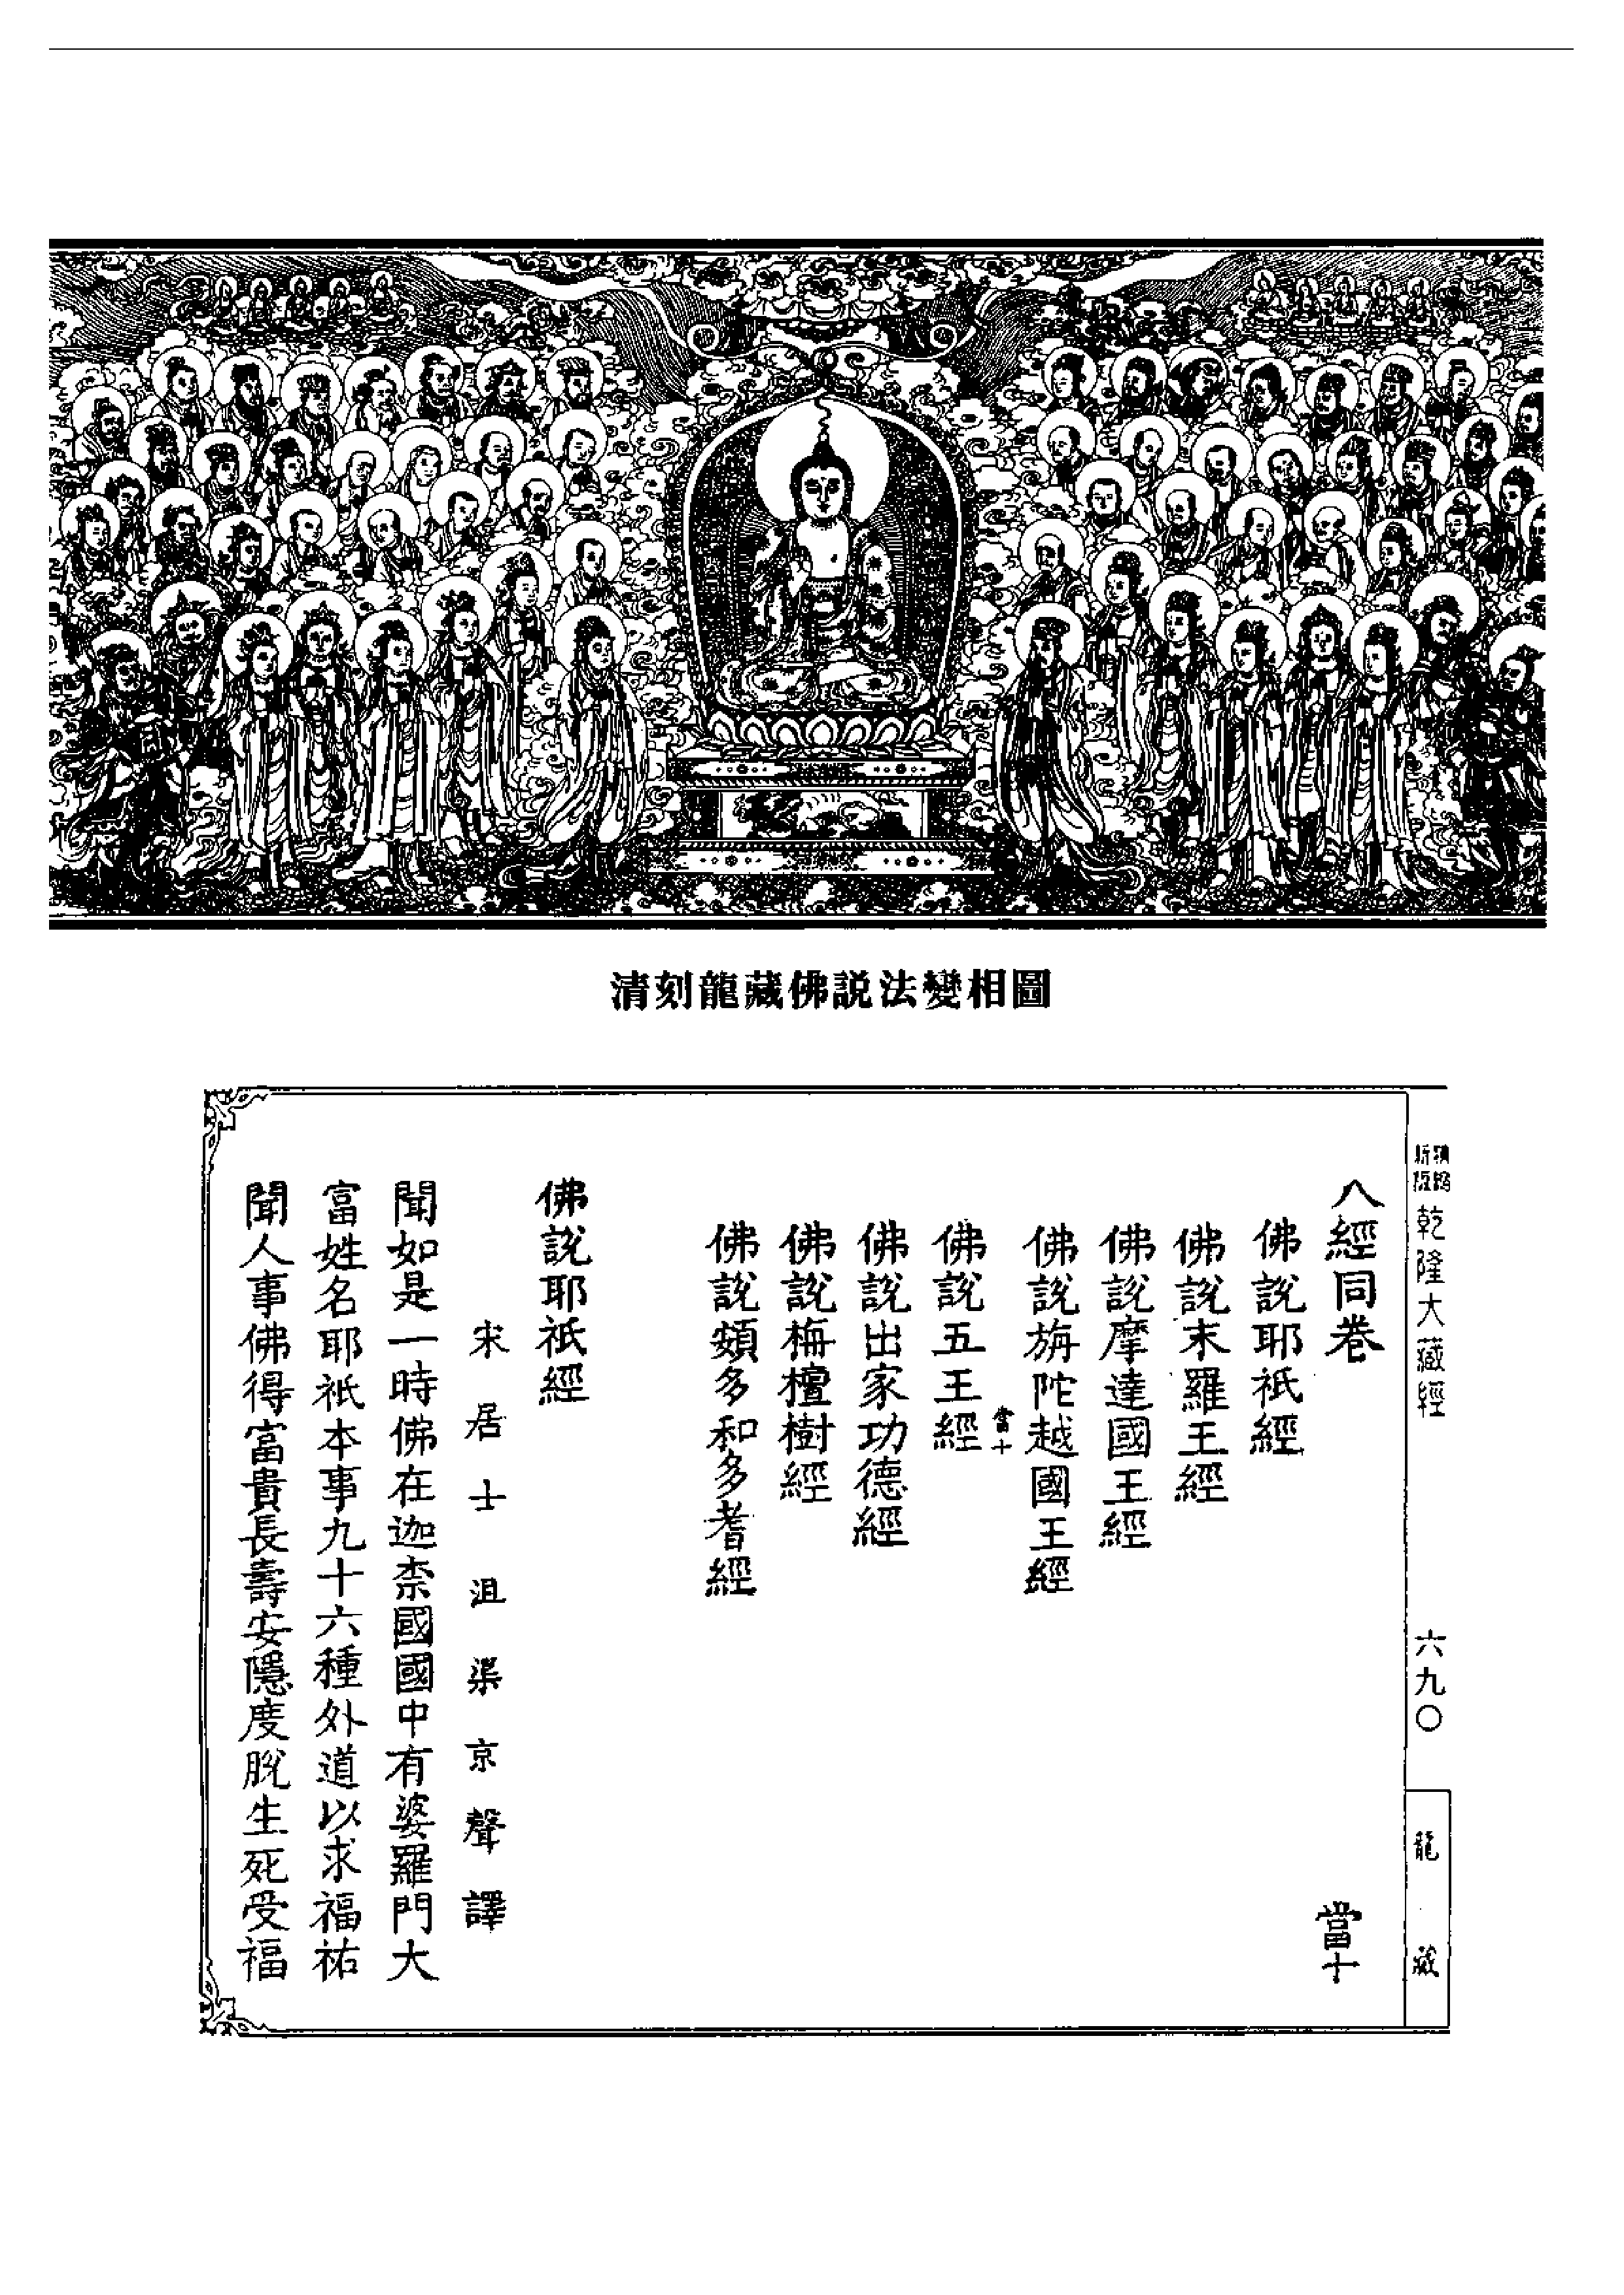 清刻龍藏佛説法變相圖
乾隆大藏經
六九〇
龍藏
八經同卷
當十
佛說耶祇經
佛說末羅王經
佛說摩達國王經
佛說旃陀越國王經
當十
佛說五王經
佛說出家功德經
佛說栴檀樹經
佛說頞多和多耆經
佛說耶祇經
宋居士沮渠京聲譯
聞如是一時佛在迦柰國國中有婆羅門大
富姓名耶祇本事九十六種外道以求福祐
聞人事佛得富貴長壽安隱度脫生死受福